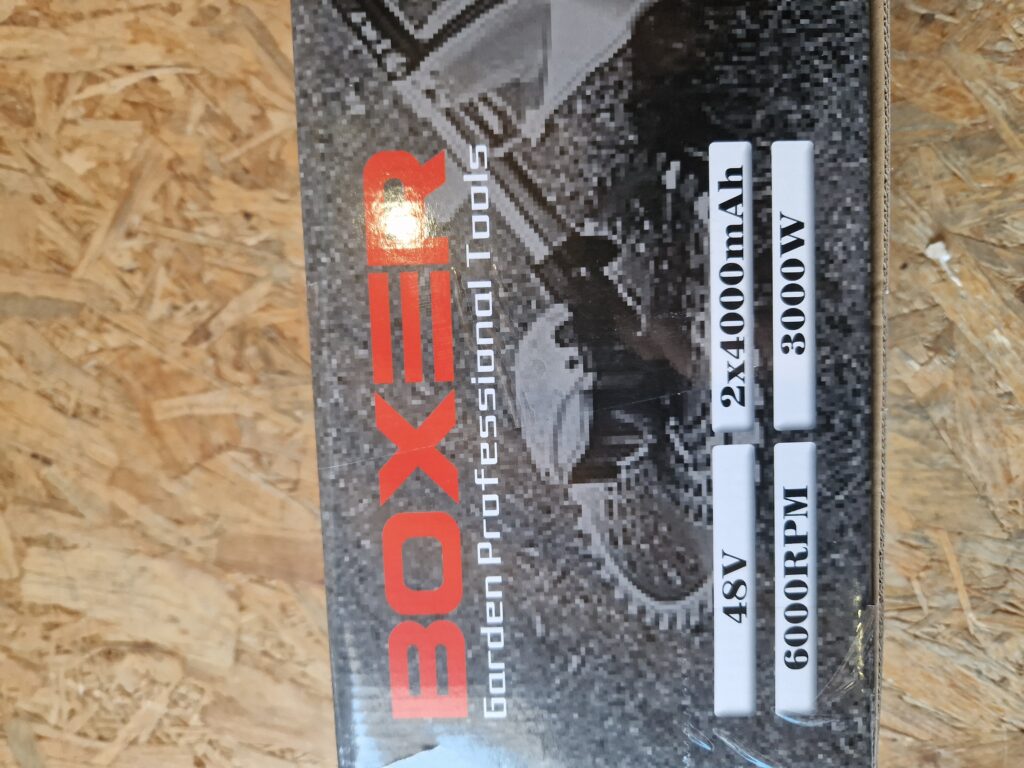 BOXER
Garden Professional Tools
48V 2x4000mAh
6000RPM 3000W